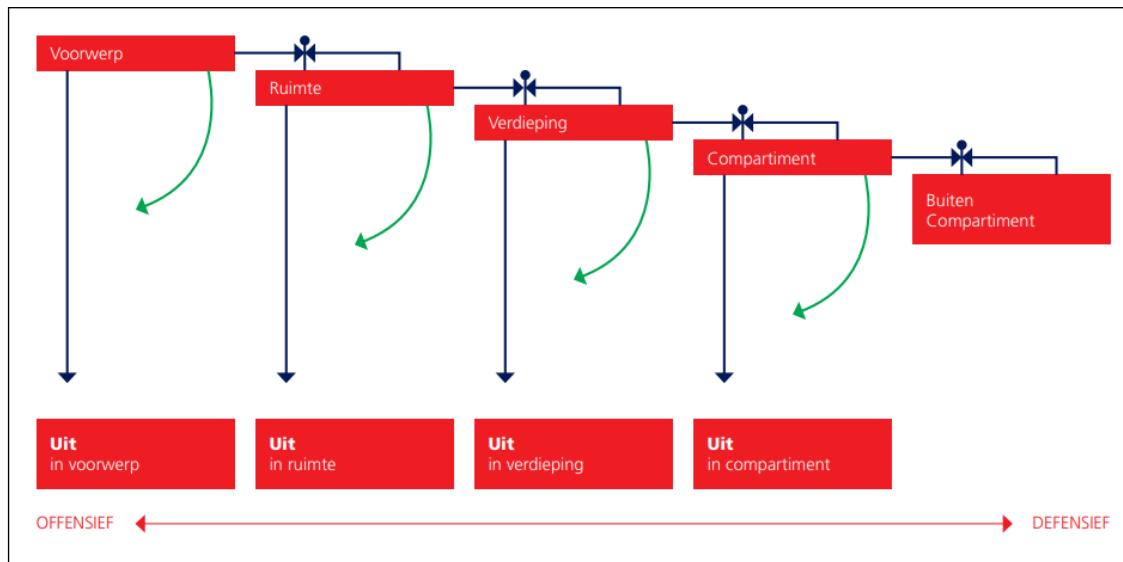 Voorwerp
Ruimte
Verdieping
Compartiment
Buiten
Compartiment
Uit
in voorwerp
Uit
in ruimte
Uit
in verdieping
Uit
in compartiment
OFFENSIEF
DEFENSIEF